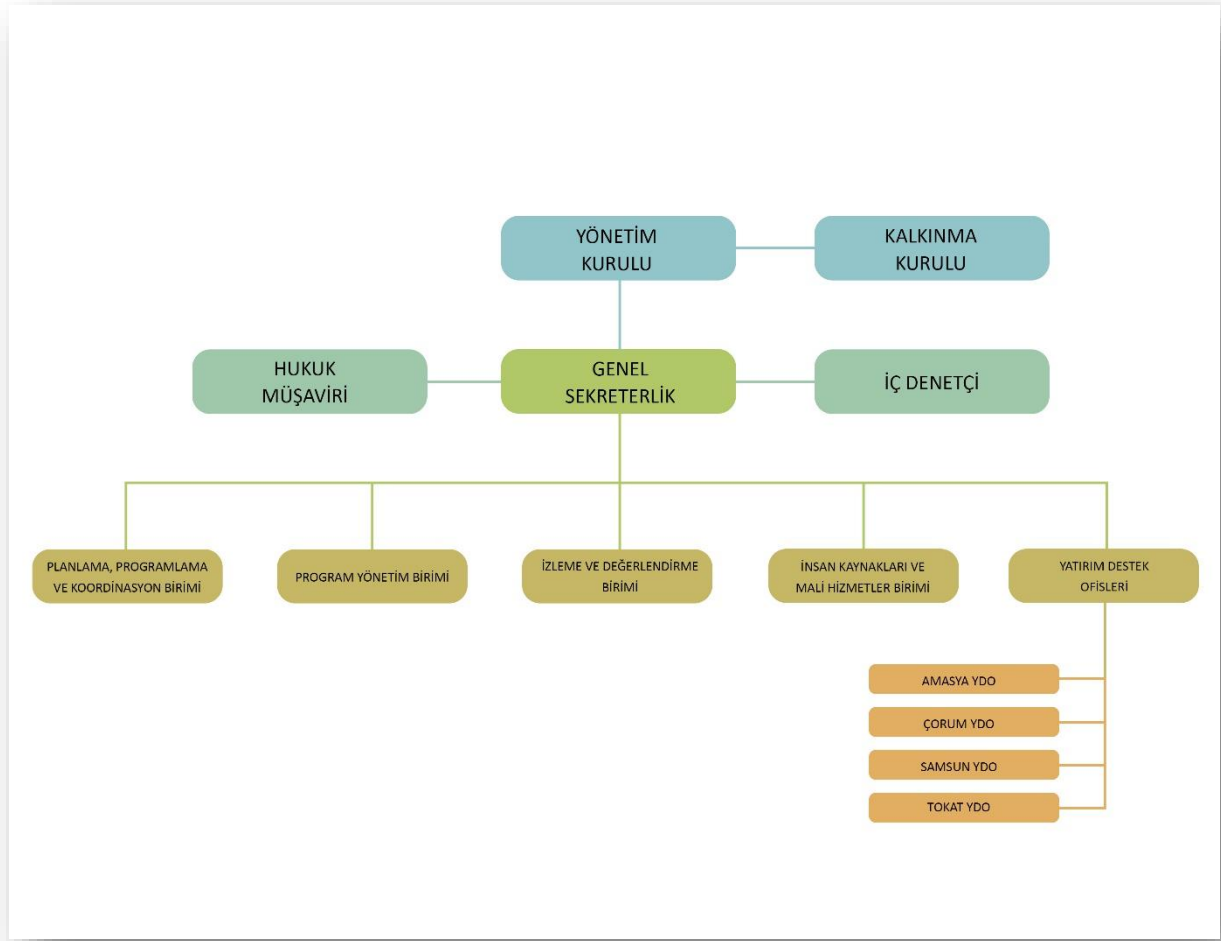 YÖNETİM
KURULU
KALKINMA
KURULU
HUKUK
MÜŞAVİRİ
GENEL
SEKRETERLİK
İÇ DENETÇİ
PLANLAMA, PROGRAMLAMA
VE KOORDİNASYON BİRİMİ
PROGRAM YÖNETİM BİRİMİ
İZLEME VE DEĞERLENDİRME
BİRİMİ
İNSAN KAYNAKLARI VE
MALİ HİZMETLER BİRİMİ
YATIRIM DESTEK
OFİSLERİ
AMASYA YDO
ÇORUM YDO
SAMSUN YDO
TOKAT YDO